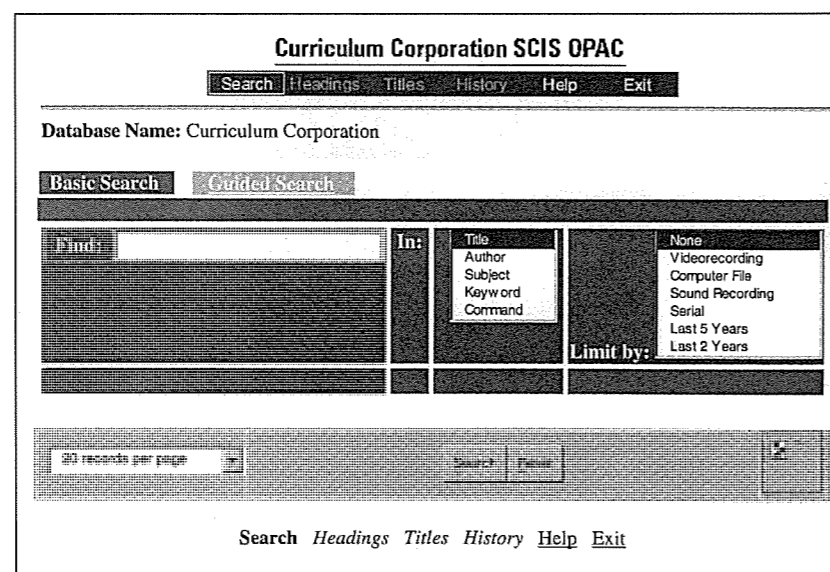 Curriculum Corporation SCIS OPAC
Search Headings Titles History Help Exit
Database Name: Curriculum Corporation
Basic Search Guided Search
Find: In: Title None
Author Videorecording
Subject Computer File
Keyword Sound Recording
Command Serial
Last 5 Years
Limit by: Last 2 Years
20 records per page Search Reset
Search Headings Titles History Help Exit